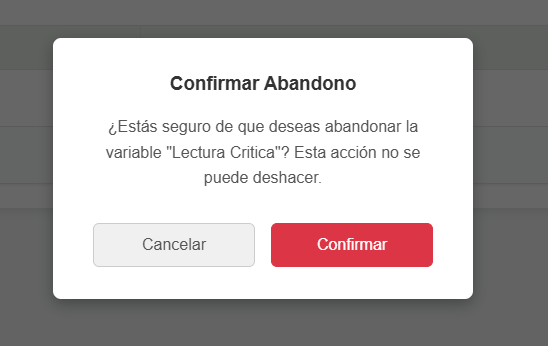 Confirmar Abandono
¿Estás seguro de que deseas abandonar la
variable "Lectura Critica"? Esta acción no se
puede deshacer.
Cancelar
Confirmar